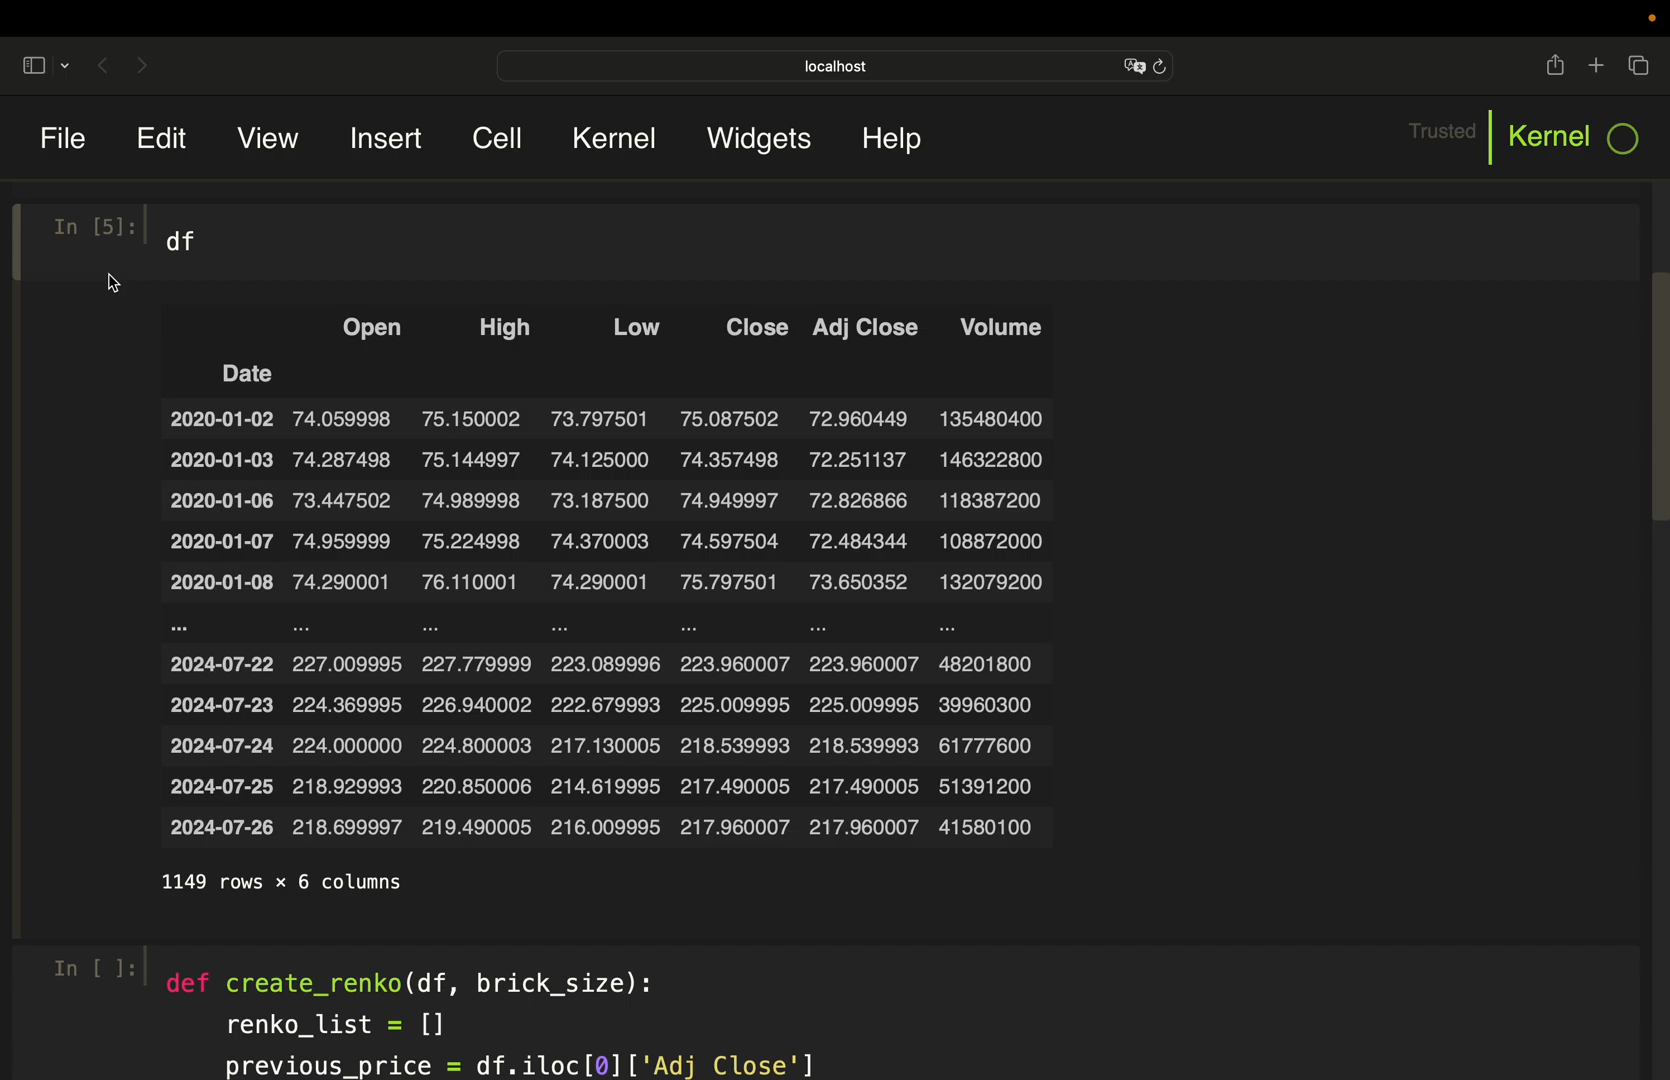 localhost
File Edit View Insert Cell Kernel Widgets Help Trusted Kernel
In [5]: df
Open High Low Close Adj Close Volume
Date
2020-01-02 74.059998 75.150002 73.797501 75.087502 72.960449 135480400
2020-01-03 74.287498 75.144997 74.125000 74.357498 72.251137 146322800
2020-01-06 73.447502 74.989998 73.187500 74.949997 72.826866 118387200
2020-01-07 74.959999 75.224998 74.370003 74.597504 72.484344 108872000
2020-01-08 74.290001 76.110001 74.290001 75.797501 73.650352 132079200
... ... ... ... ... ... ...
2024-07-22 227.009995 227.779999 223.089996 223.960007 223.960007 48201800
2024-07-23 224.369995 226.940002 222.679993 225.009995 225.009995 39960300
2024-07-24 224.000000 224.800003 217.130005 218.539993 218.539993 61777600
2024-07-25 218.929993 220.850006 214.619995 217.490005 217.490005 51391200
2024-07-26 218.699997 219.490005 216.009995 217.960007 217.960007 41580100
1149 rows × 6 columns
In [ ]: def create_renko(df, brick_size):
renko_list = []
previous_price = df.iloc[0]['Adj Close']